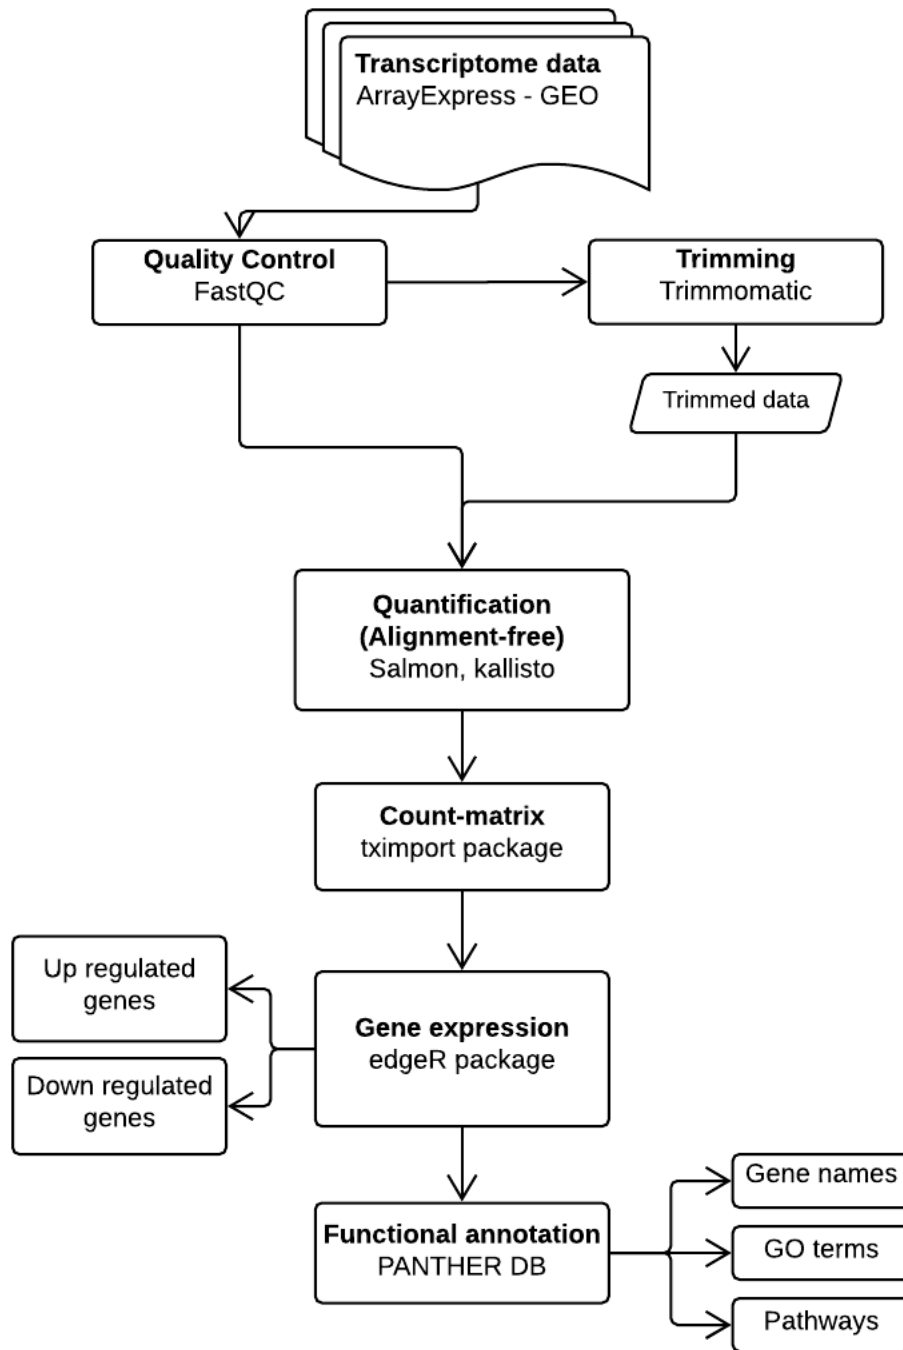 Transcriptome data
ArrayExpress - GEO
Quality Control
FastQC
Trimming
Trimmomatic
Trimmed data
Quantification
(Alignment-free)
Salmon, kallisto
Count-matrix
tximport package
Up regulated
genes
Down regulated
genes
Gene expression
edgeR package
Functional annotation
PANTHER DB
Gene names
GO terms
Pathways